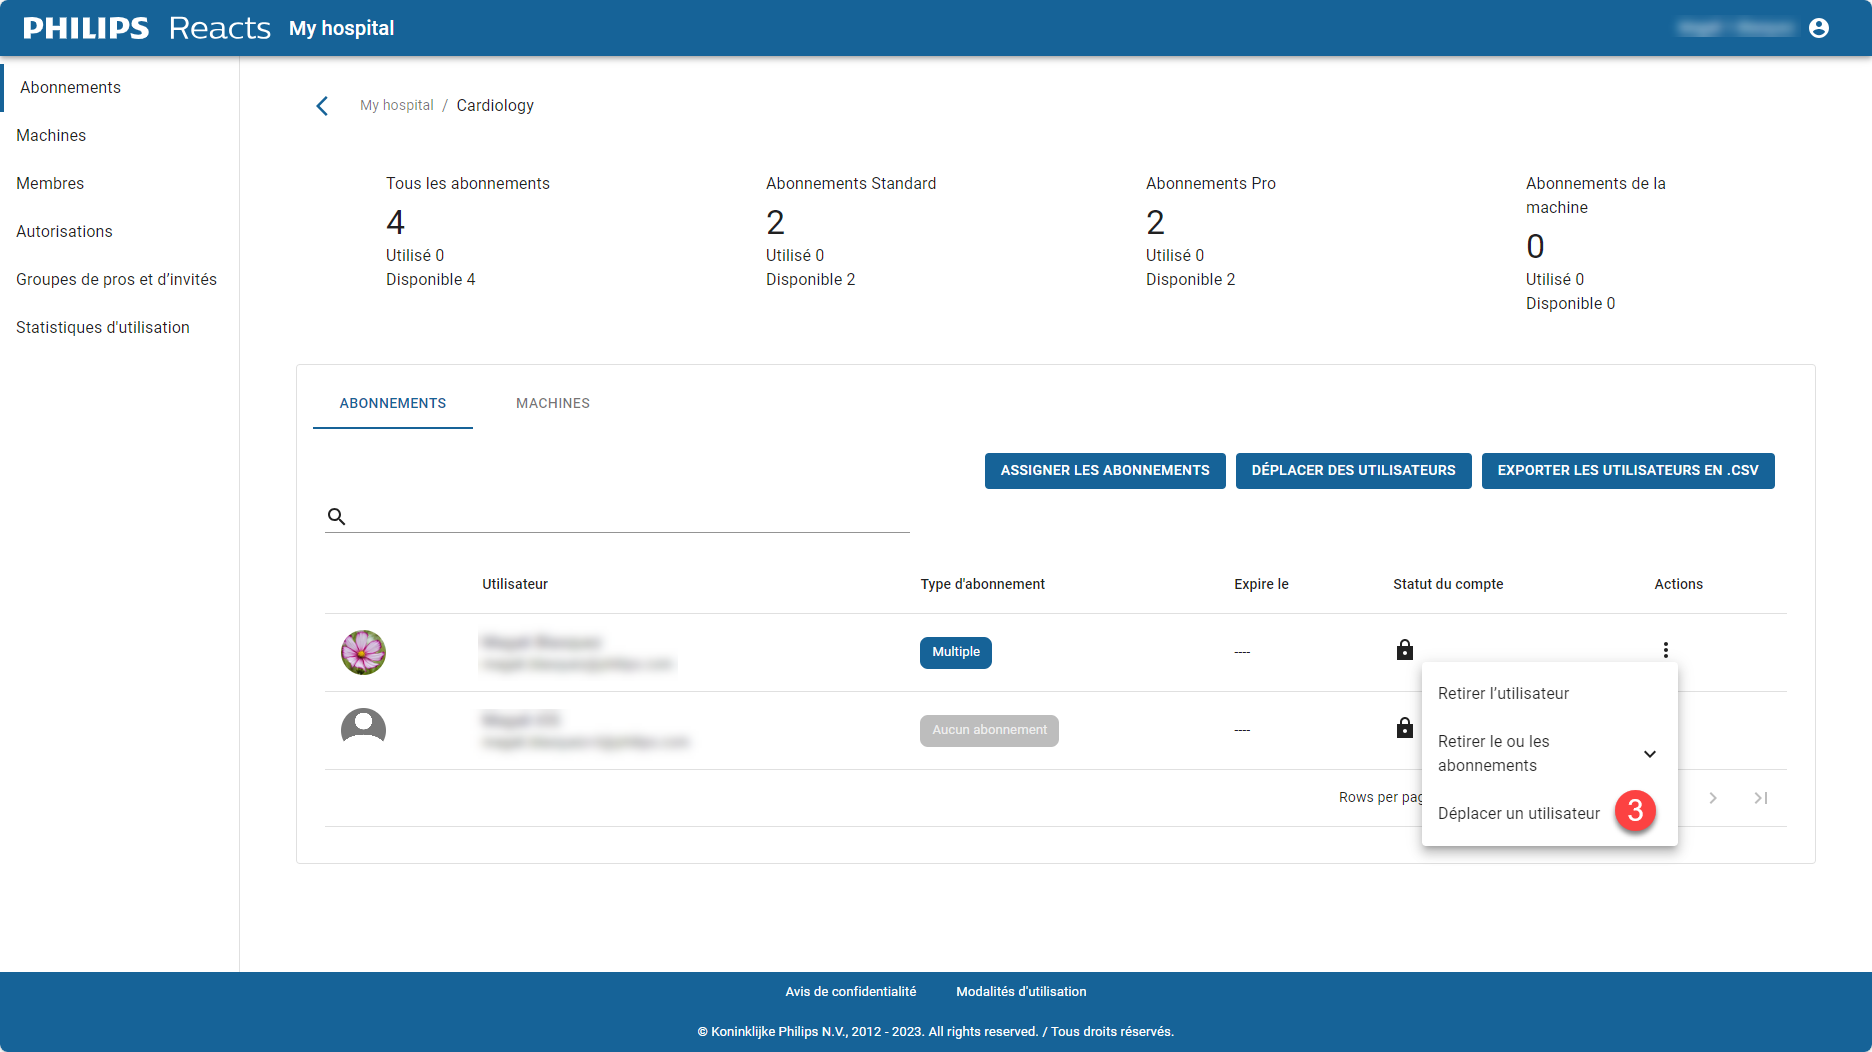 PHILIPS Reacts My hospital
Abonnements
Machines
Membres
Autorisations
Groupes de pros et d’invités
Statistiques d'utilisation
My hospital / Cardiology
Tous les abonnements
4
Utilisé 0
Disponible 4
Abonnements Standard
2
Utilisé 0
Disponible 2
Abonnements Pro
2
Utilisé 0
Disponible 2
Abonnements de la
machine
0
Utilisé 0
Disponible 0
ABONNEMENTS MACHINES
ASSIGNER LES ABONNEMENTS DÉPLACER DES UTILISATEURS EXPORTER LES UTILISATEURS EN .CSV
Utilisateur Type d'abonnement Expire le Statut du compte Actions
Multiple ----
Aucun abonnement ----
Retirer l’utilisateur
Retirer le ou les
abonnements
Déplacer un utilisateur 3
Rows per pag
Avis de confidentialité Modalités d'utilisation
© Koninklijke Philips N.V., 2012 - 2023. All rights reserved. / Tous droits réservés.